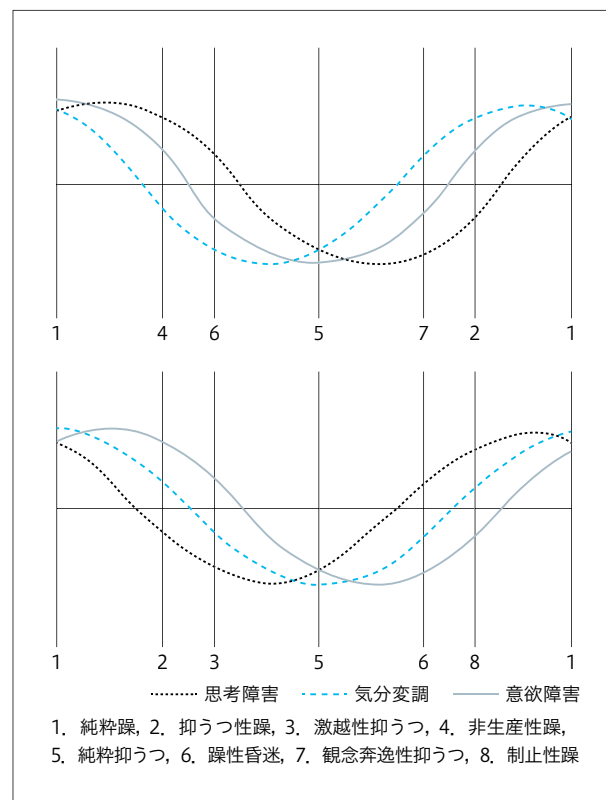 1 4 6 5 7 2 1
1 2 3 5 6 8 1
思考障害 気分変調 意欲障害
1．純粋躁，2．抑うつ性躁，3．激越性抑うつ，4．非生産性躁，
5．純粋抑うつ，6．躁性昏迷，7．観念奔逸性抑うつ，8．制止性躁